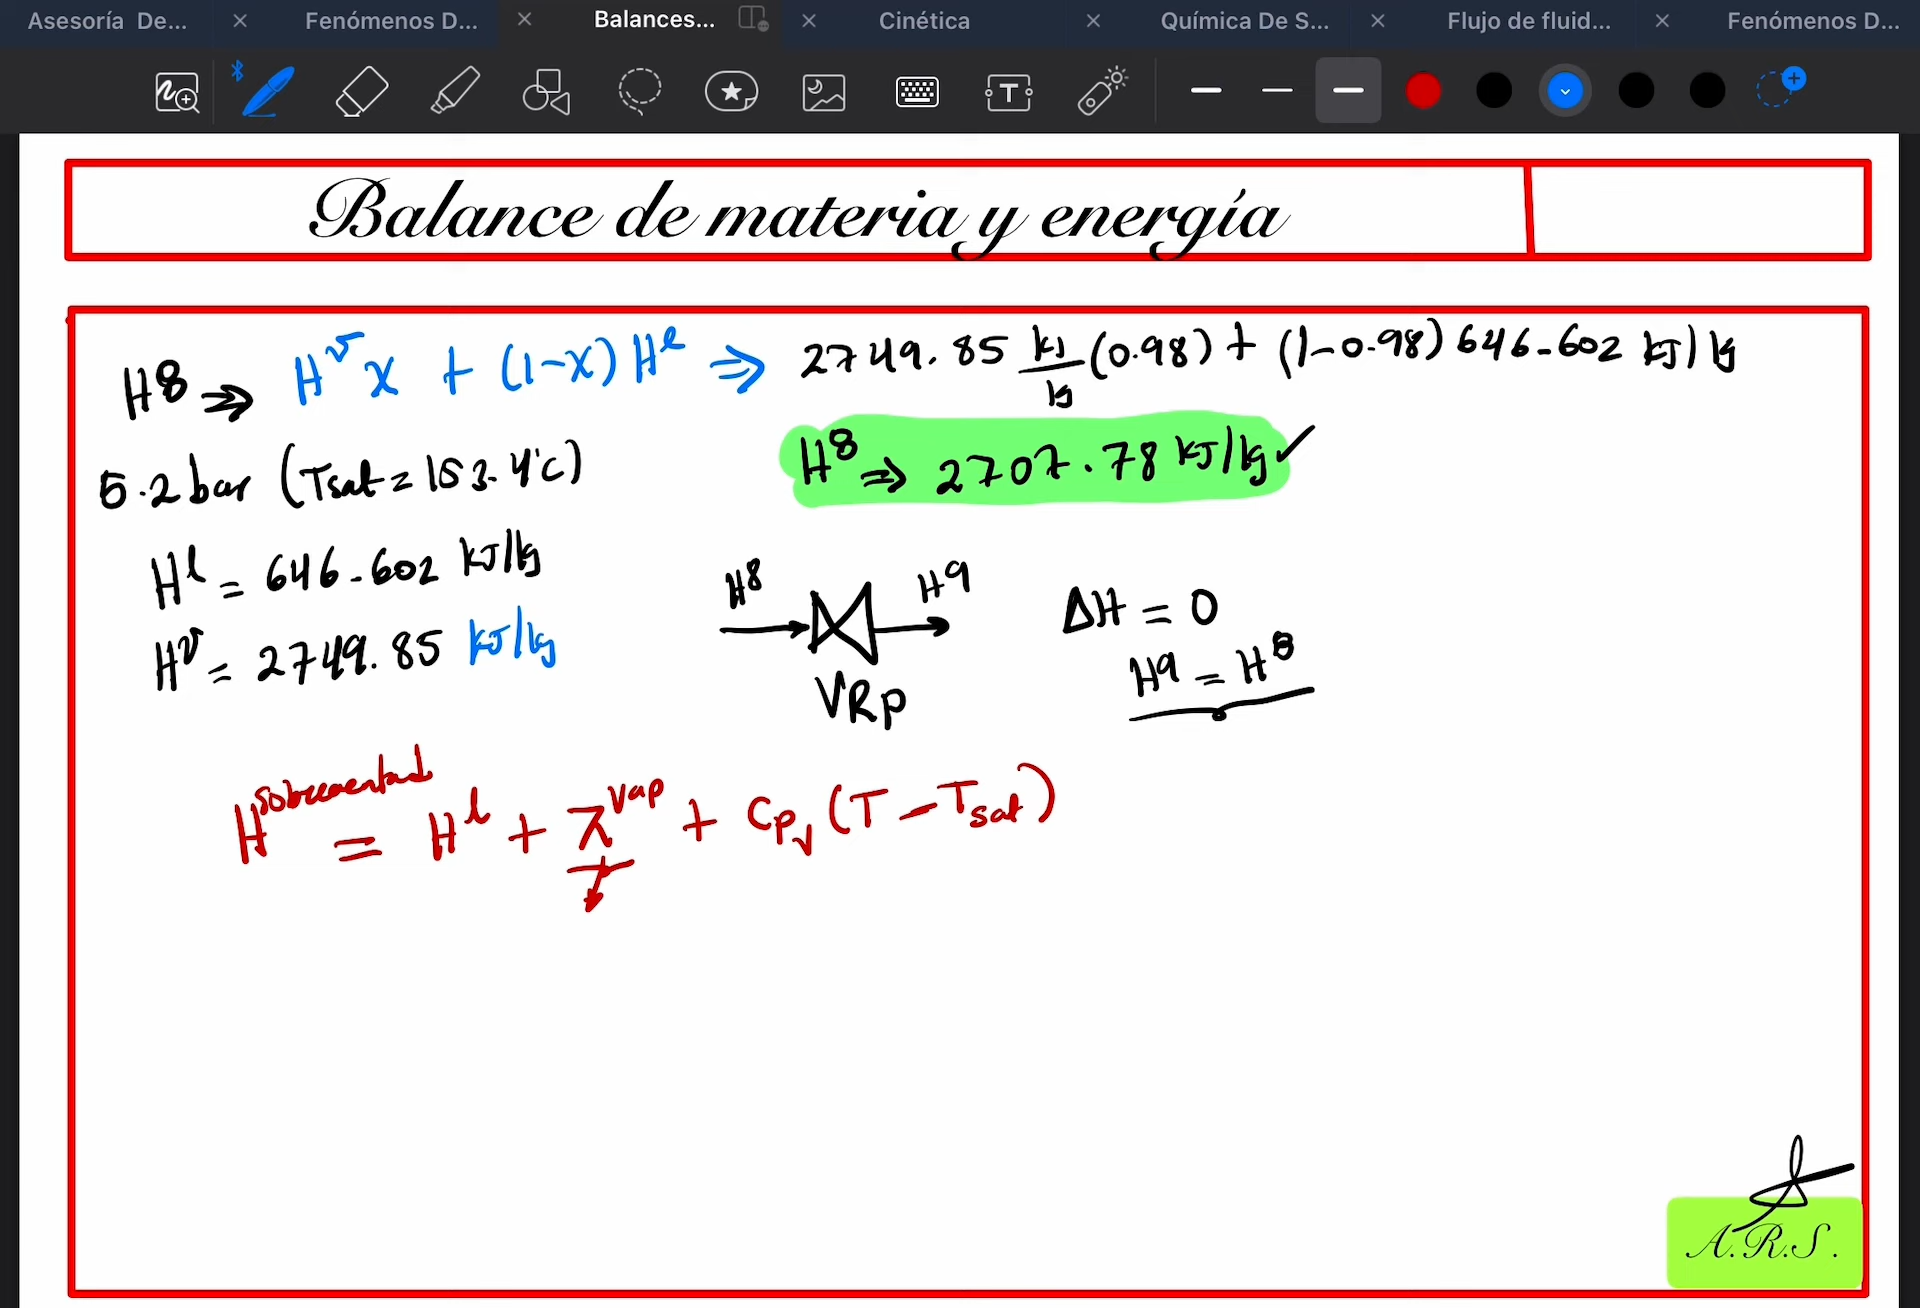 Asesoría De... × Fenómenos D... × Balances... × Cinética × Química De S... × Flujo de fluid... × Fenómenos D...
Balance de materia y energía
H8 ⇒ H^v x + (1-x) H^l ⇒ 2749.85 kJ/kg (0.98) + (1-0.98) 646.602 kJ/kg
H8 ⇒ 2707.78 kJ/kg ✓
5.2 bar (Tsat = 153.4°C)
H^l = 646.602 kJ/kg
H^v = 2749.85 kJ/kg
H8 H9
VRP
ΔH = 0
H9 = H8
H^sobrecalentado = H^l + λ^vap + Cp_v (T - Tsat)
A.R.S.